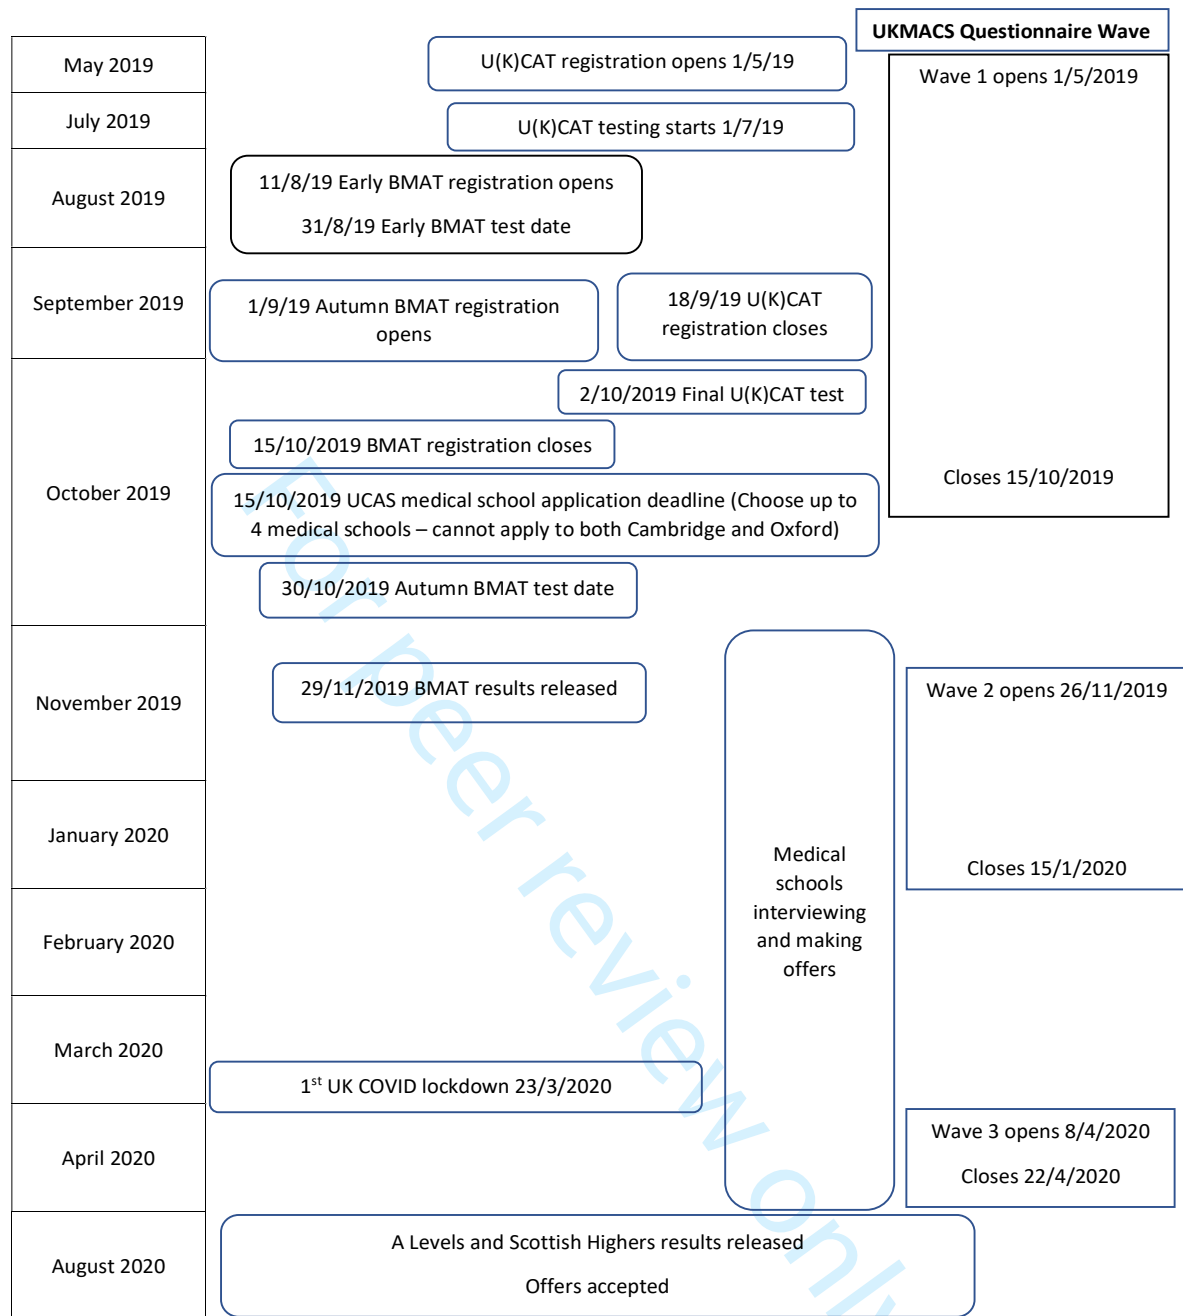 UKMACS Questionnaire Wave
May 2019
U(K)CAT registration opens 1/5/19
Wave 1 opens 1/5/2019
July 2019
U(K)CAT testing starts 1/7/19
August 2019
11/8/19 Early BMAT registration opens
31/8/19 Early BMAT test date
September 2019
1/9/19 Autumn BMAT registration
opens
18/9/19 U(K)CAT
registration closes
October 2019
2/10/2019 Final U(K)CAT test
15/10/2019 BMAT registration closes
Closes 15/10/2019
15/10/2019 UCAS medical school application deadline (Choose up to
4 medical schools – cannot apply to both Cambridge and Oxford)
30/10/2019 Autumn BMAT test date
November 2019
29/11/2019 BMAT results released
Wave 2 opens 26/11/2019
January 2020
Closes 15/1/2020
Medical
schools
interviewing
and making
offers
February 2020
March 2020
1st UK COVID lockdown 23/3/2020
April 2020
Wave 3 opens 8/4/2020
Closes 22/4/2020
August 2020
A Levels and Scottish Highers results released
Offers accepted
For peer review only